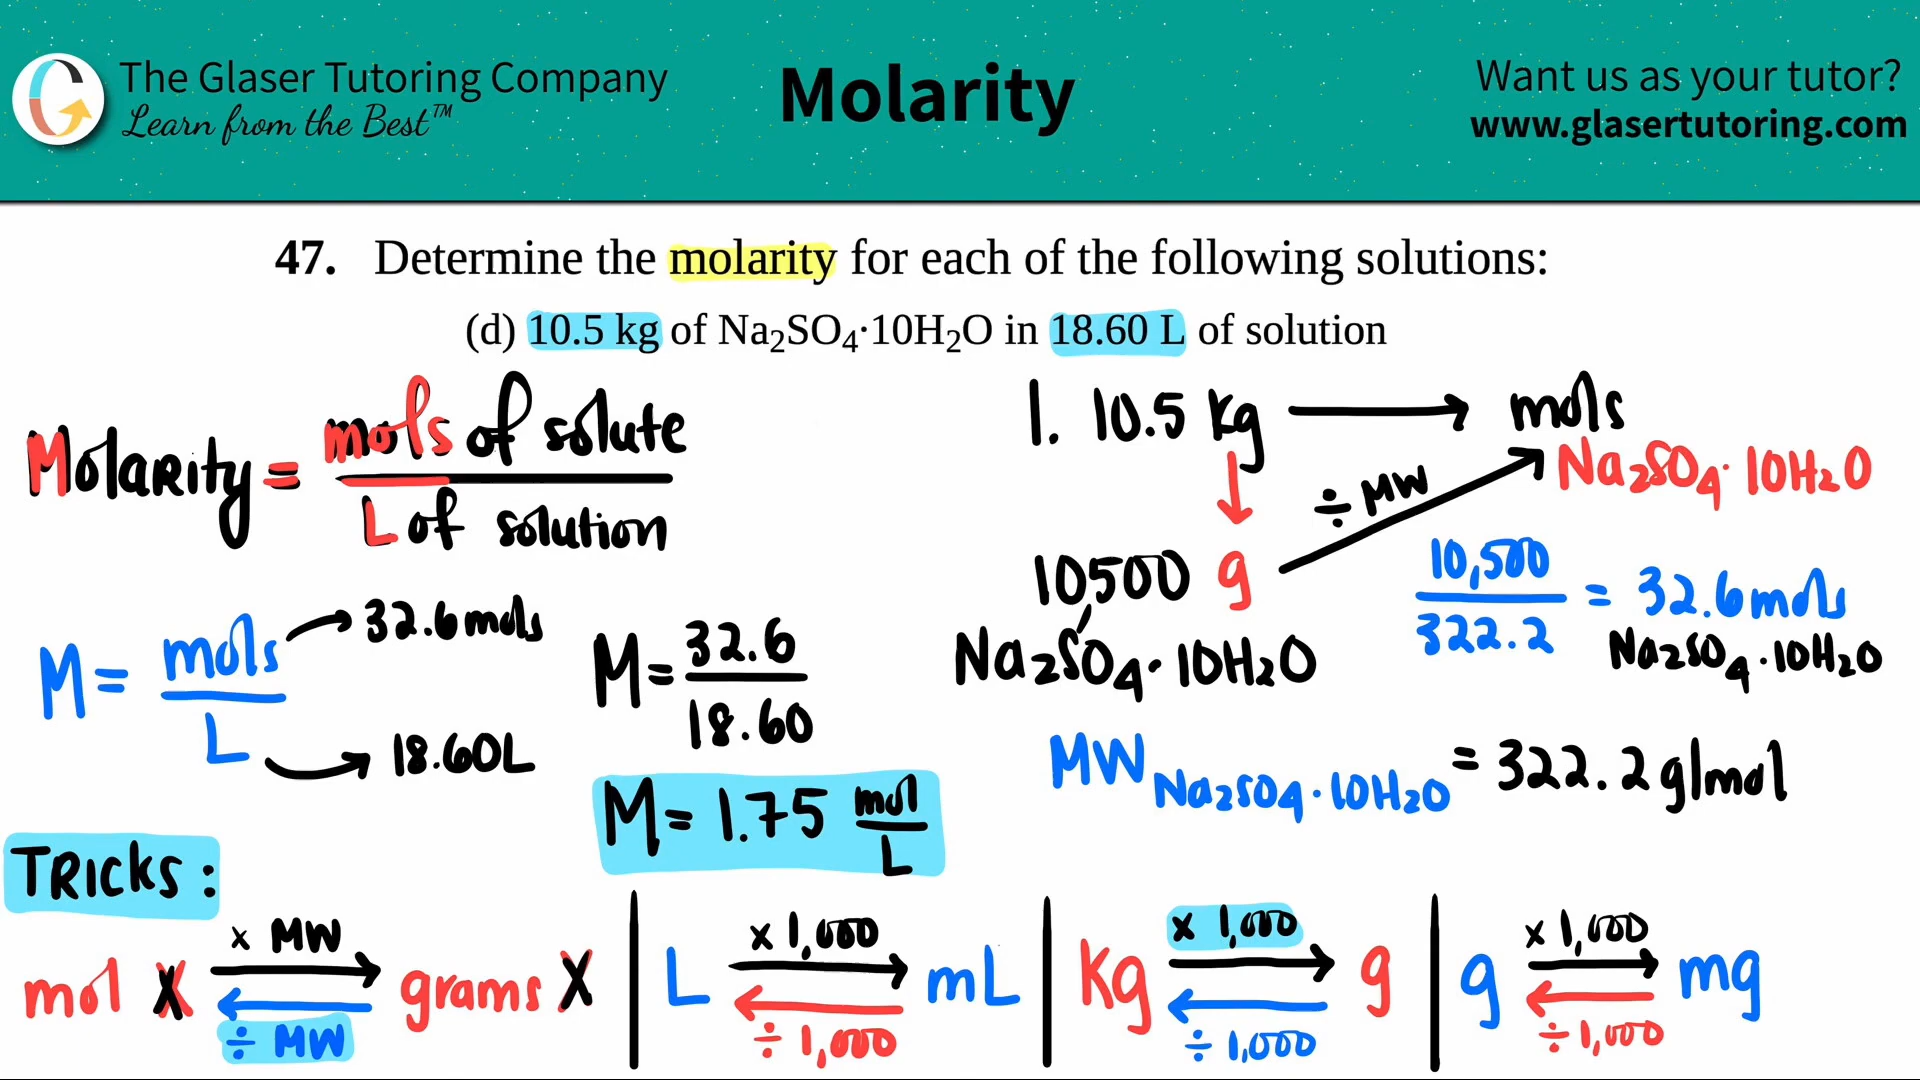 The Glaser Tutoring Company
Learn from the Best™
Molarity
Want us as your tutor?
www.glasertutoring.com
47. Determine the molarity for each of the following solutions:
(d) 10.5 kg of Na₂SO₄·10H₂O in 18.60 L of solution
Molarity = mols of solute
L of solution
1. 10.5 kg → mols
Na₂SO₄·10H₂O
÷ MW
10,500 g
Na₂SO₄·10H₂O
10,500
322.2
= 32.6 mols
Na₂SO₄·10H₂O
M = mols → 32.6 mols
L → 18.60L
M = 32.6
18.60
M = 1.75 mol
L
MW Na₂SO₄·10H₂O = 322.2 g/mol
TRICKS:
x MW
mol X → grams X
÷ MW
x 1,000
L → mL
÷ 1,000
x 1,000
kg → g
÷ 1,000
x 1,000
g → mg
÷ 1,000